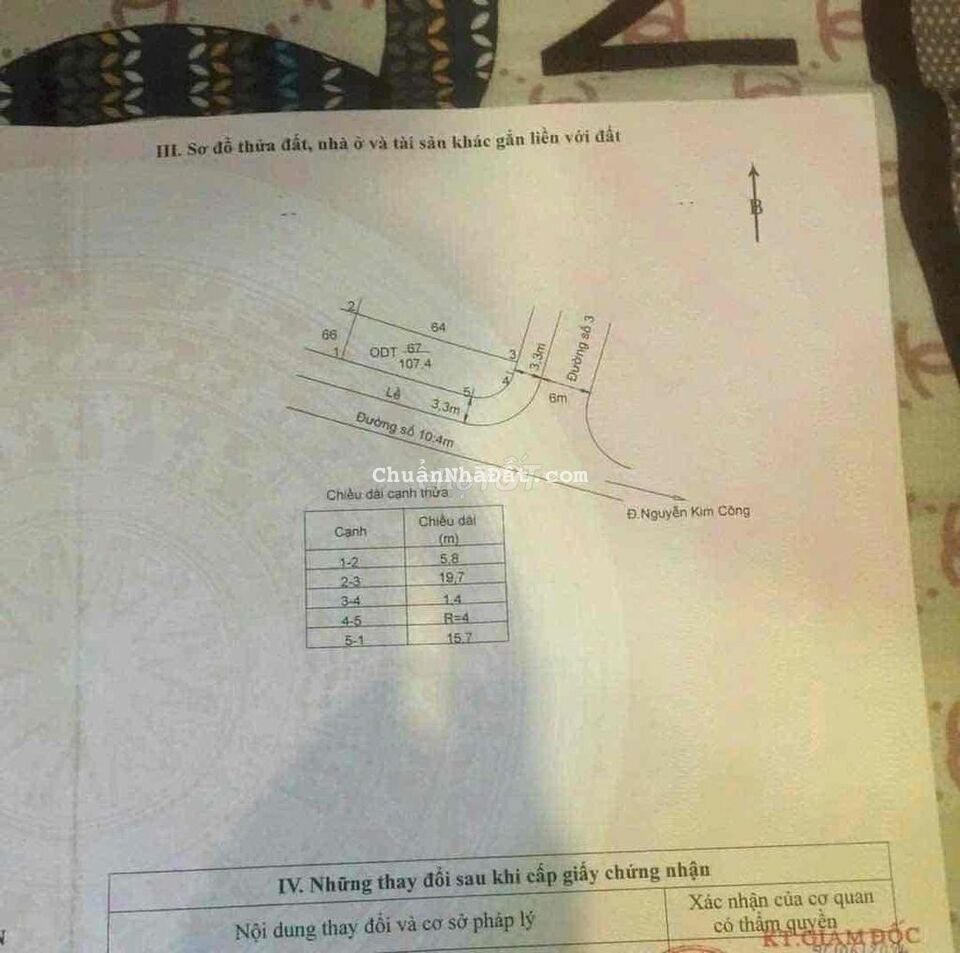 III. Sơ đồ thửa đất, nhà ở và tài sản khác gắn liền với đất
B
2
64
66
1
ODT 67
107.4
3
4
5
3,3m
Đường số 3
6m
Lề
3,3m
Đường số 10:4m
ChuẩnNhàĐất.com
Đ.Nguyễn Kim Công
Chiều dài cạnh thửa
Cạnh
Chiều dài
(m)
1-2
5.8
2-3
19,7
3-4
1.4
4-5
R=4
5-1
15.7
IV. Những thay đổi sau khi cấp giấy chứng nhận
Nội dung thay đổi và cơ sở pháp lý
Xác nhận của cơ quan
có thẩm quyền
KT.GIÁM ĐỐC